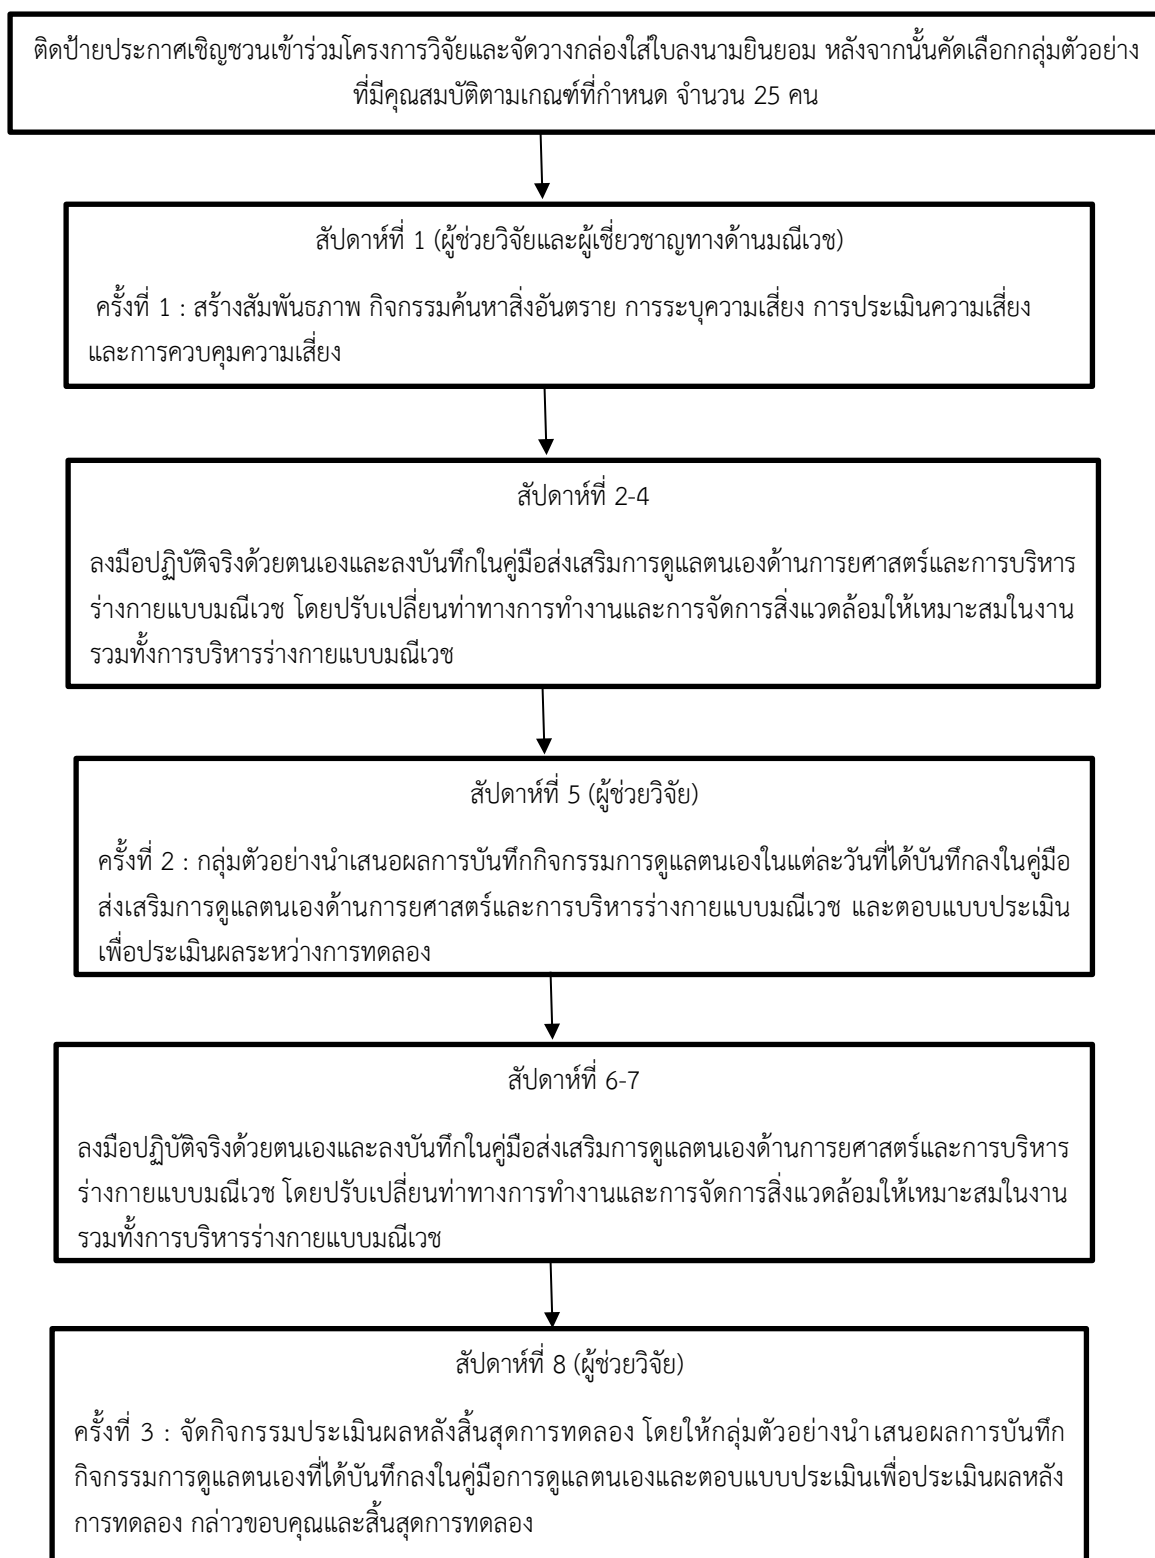 ติดป้ายประกาศเชิญชวนเข้าร่วมโครงการวิจัยและจัดวางกล่องใส่ใบลงนามยินยอม หลังจากนั้นคัดเลือกกลุ่มตัวอย่าง
ที่มีคุณสมบัติตามเกณฑ์ที่กำหนด จำนวน 25 คน
สัปดาห์ที่ 1 (ผู้ช่วยวิจัยและผู้เชี่ยวชาญทางด้านมณีเวช)
ครั้งที่ 1 : สร้างสัมพันธภาพ กิจกรรมค้นหาสิ่งอันตราย การระบุความเสี่ยง การประเมินความเสี่ยง
และการควบคุมความเสี่ยง
สัปดาห์ที่ 2-4
ลงมือปฏิบัติจริงด้วยตนเองและลงบันทึกในคู่มือส่งเสริมการดูแลตนเองด้านการยศาสตร์และการบริหาร
ร่างกายแบบมณีเวช โดยปรับเปลี่ยนท่าทางการทำงานและการจัดการสิ่งแวดล้อมให้เหมาะสมในงาน
รวมทั้งการบริหารร่างกายแบบมณีเวช
สัปดาห์ที่ 5 (ผู้ช่วยวิจัย)
ครั้งที่ 2 : กลุ่มตัวอย่างนำเสนอผลการบันทึกกิจกรรมการดูแลตนเองในแต่ละวันที่ได้บันทึกลงในคู่มือ
ส่งเสริมการดูแลตนเองด้านการยศาสตร์และการบริหารร่างกายแบบมณีเวช และตอบแบบประเมิน
เพื่อประเมินผลระหว่างการทดลอง
สัปดาห์ที่ 6-7
ลงมือปฏิบัติจริงด้วยตนเองและลงบันทึกในคู่มือส่งเสริมการดูแลตนเองด้านการยศาสตร์และการบริหาร
ร่างกายแบบมณีเวช โดยปรับเปลี่ยนท่าทางการทำงานและการจัดการสิ่งแวดล้อมให้เหมาะสมในงาน
รวมทั้งการบริหารร่างกายแบบมณีเวช
สัปดาห์ที่ 8 (ผู้ช่วยวิจัย)
ครั้งที่ 3 : จัดกิจกรรมประเมินผลหลังสิ้นสุดการทดลอง โดยให้กลุ่มตัวอย่างนำเสนอผลการบันทึก
กิจกรรมการดูแลตนเองที่ได้บันทึกลงในคู่มือการดูแลตนเองและตอบแบบประเมินเพื่อประเมินผลหลัง
การทดลอง กล่าวขอบคุณและสิ้นสุดการทดลอง